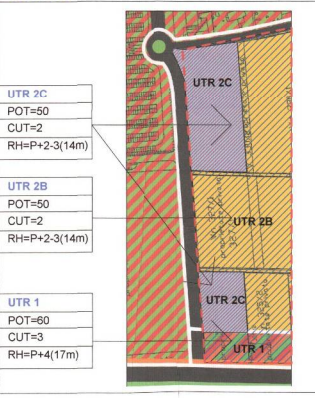 UTR 2C
POT=50
CUT=2
RH=P+2-3(14m)
UTR 2B
POT=50
CUT=2
RH=P+2-3(14m)
UTR 1
POT=60
CUT=3
RH=P+4(17m)
UTR 2C
UTR 2B
UTR 2C
UTR 1